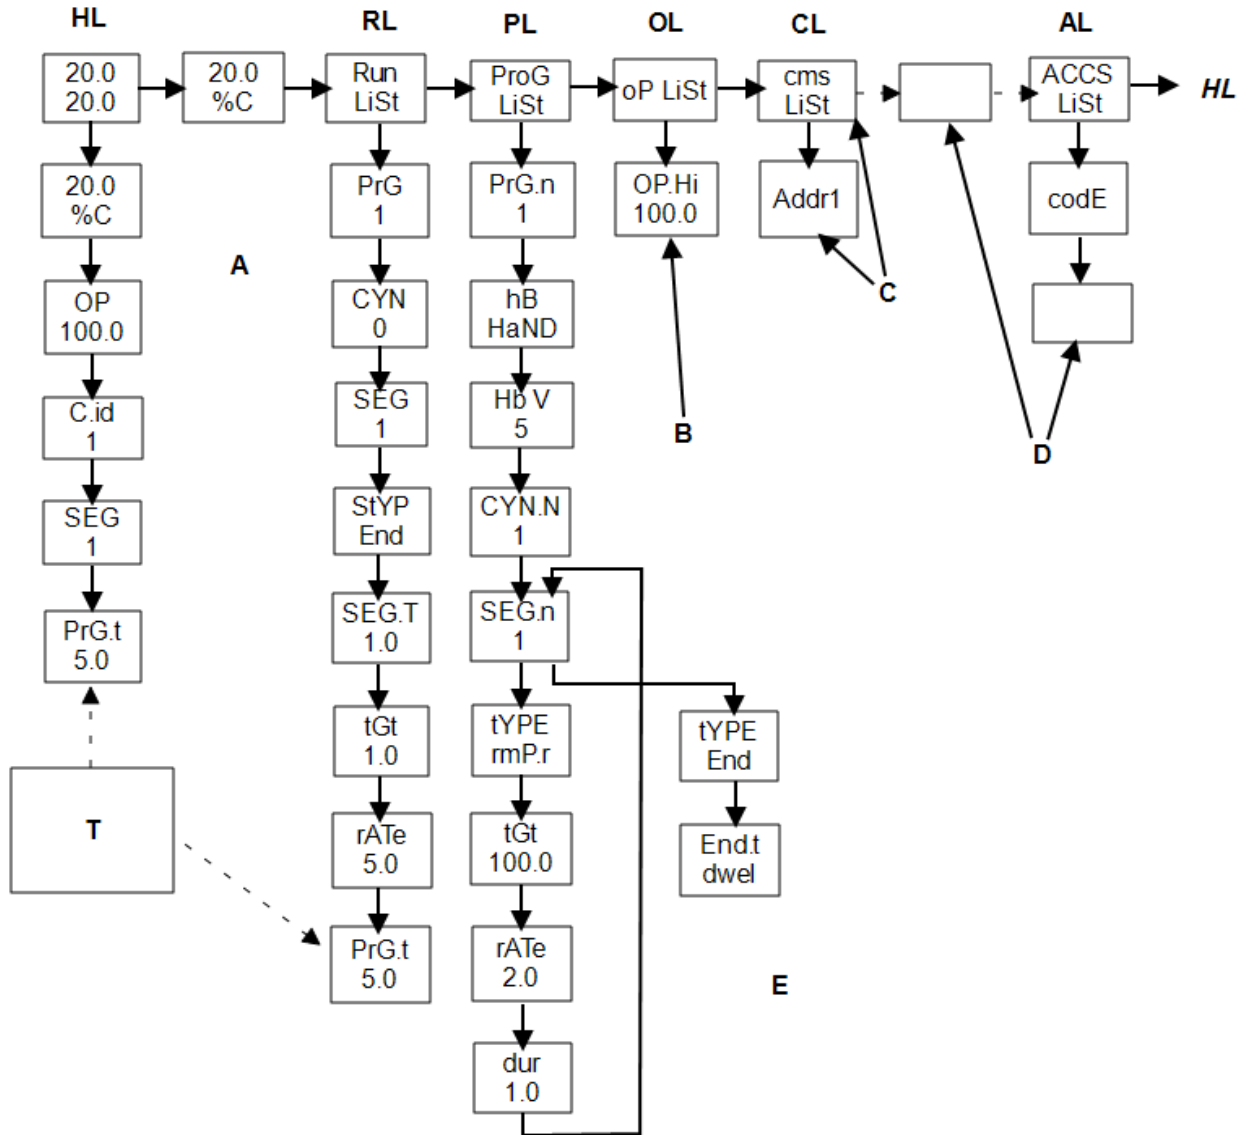 HL
RL
PL
OL
CL
AL
20.0
20.0
20.0
%C
Run
LiSt
ProG
LiSt
oP LiSt
cms
LiSt
ACCS
LiSt
HL
20.0
%C
PrG
1
PrG.n
1
OP.Hi
100.0
Addr1
codE
A
OP
100.0
CYN
0
hB
HaND
C
C.id
1
SEG
1
Hb V
5
B
D
SEG
1
StYP
End
CYN.N
1
PrG.t
5.0
SEG.T
1.0
SEG.n
1
tGt
1.0
tYPE
rmP.r
tYPE
End
T
rATe
5.0
tGt
100.0
End.t
dwel
PrG.t
5.0
rATe
2.0
E
dur
1.0